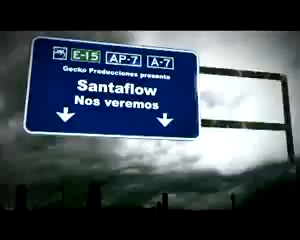 E-15 AP-7 A-7
Gecko Producciones presenta
Santaflow
Nos veremos